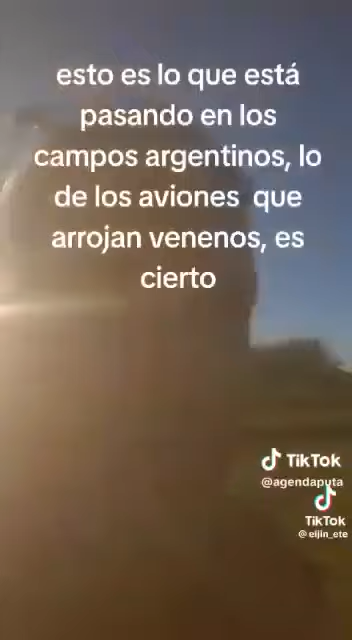 esto es lo que está
pasando en los
campos argentinos, lo
de los aviones que
arrojan venenos, es
cierto
TikTok
@agendaputa
TikTok
@eijin_ete